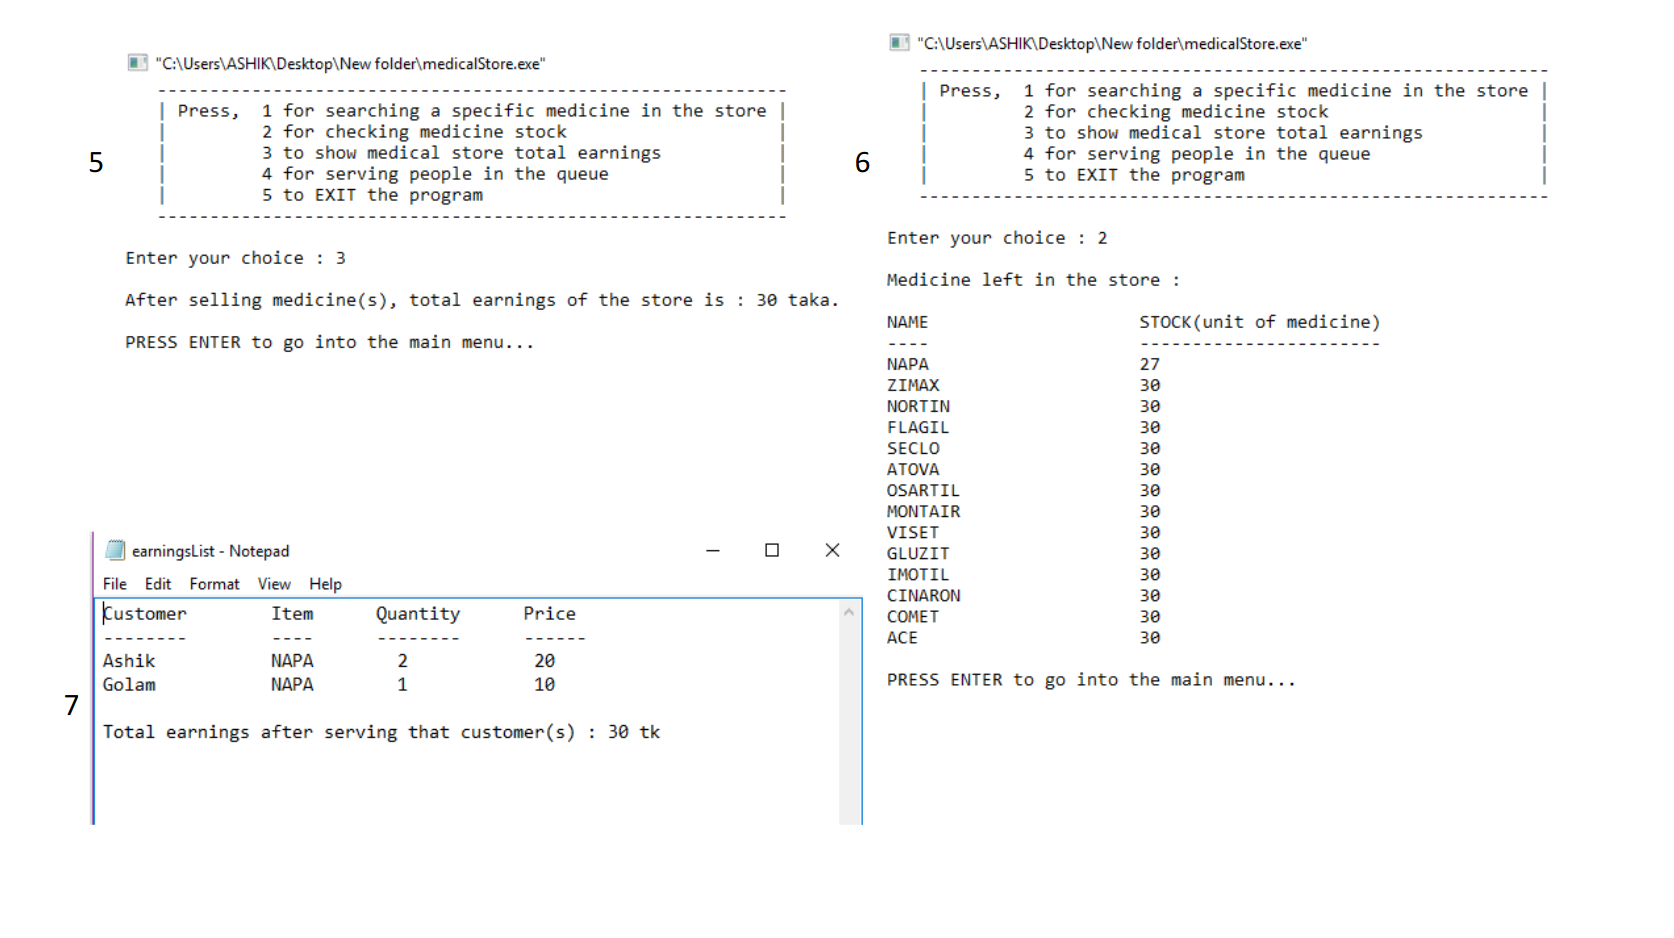 5
"C:\Users\ASHIK\Desktop\New folder\medicalStore.exe"
------------------------------------------------------------
| Press,  1 for searching a specific medicine in the store |
|         2 for checking medicine stock                    |
|         3 to show medical store total earnings           |
|         4 for serving people in the queue                |
|         5 to EXIT the program                            |
------------------------------------------------------------
Enter your choice : 3
After selling medicine(s), total earnings of the store is : 30 taka.
PRESS ENTER to go into the main menu...
6
"C:\Users\ASHIK\Desktop\New folder\medicalStore.exe"
------------------------------------------------------------
| Press,  1 for searching a specific medicine in the store |
|         2 for checking medicine stock                    |
|         3 to show medical store total earnings           |
|         4 for serving people in the queue                |
|         5 to EXIT the program                            |
------------------------------------------------------------
Enter your choice : 2
Medicine left in the store :
NAME                    STOCK(unit of medicine)
----                    -----------------------
NAPA                    27
ZIMAX                   30
NORTIN                  30
FLAGIL                  30
SECLO                   30
ATOVA                   30
OSARTIL                 30
MONTAIR                 30
VISET                   30
GLUZIT                  30
IMOTIL                  30
CINARON                 30
COMET                   30
ACE                     30
PRESS ENTER to go into the main menu...
7
earningsList - Notepad
File Edit Format View Help
Customer        Item      Quantity      Price
--------        ----      --------      ------
Ashik           NAPA        2            20
Golam           NAPA        1            10
Total earnings after serving that customer(s) : 30 tk